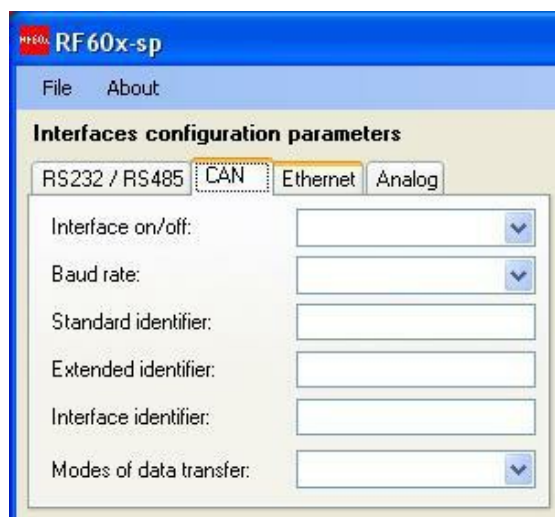 RF60x RF60x-sp
File About
Interfaces configuration parameters
RS232 / RS485 CAN Ethernet Analog
Interface on/off:
Baud rate:
Standard identifier:
Extended identifier:
Interface identifier:
Modes of data transfer: